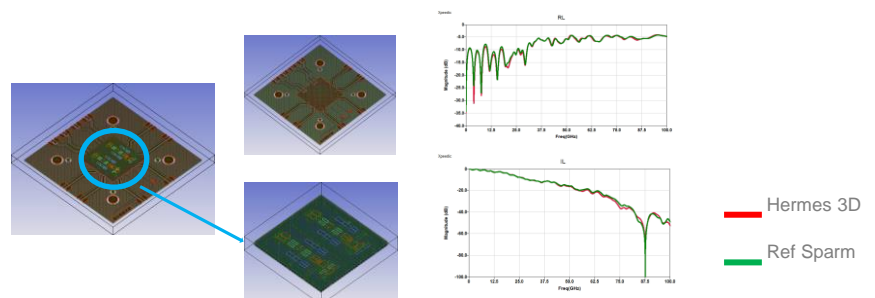 Xpeedic
RL
0
-5.0
-10.0
-15.0
-20.0
-25.0
-30.0
-35.0
-40.0
Magnitude (dB)
0 12.5 25.0 37.5 50.0 62.5 75.0 87.5 100.0
Freq(GHz)
Xpeedic
IL
0
-20.0
-40.0
-60.0
-80.0
-100.0
Magnitude (dB)
0 12.5 25.0 37.5 50.0 62.5 75.0 87.5 100.0
Freq(GHz)
Hermes 3D
Ref Sparm